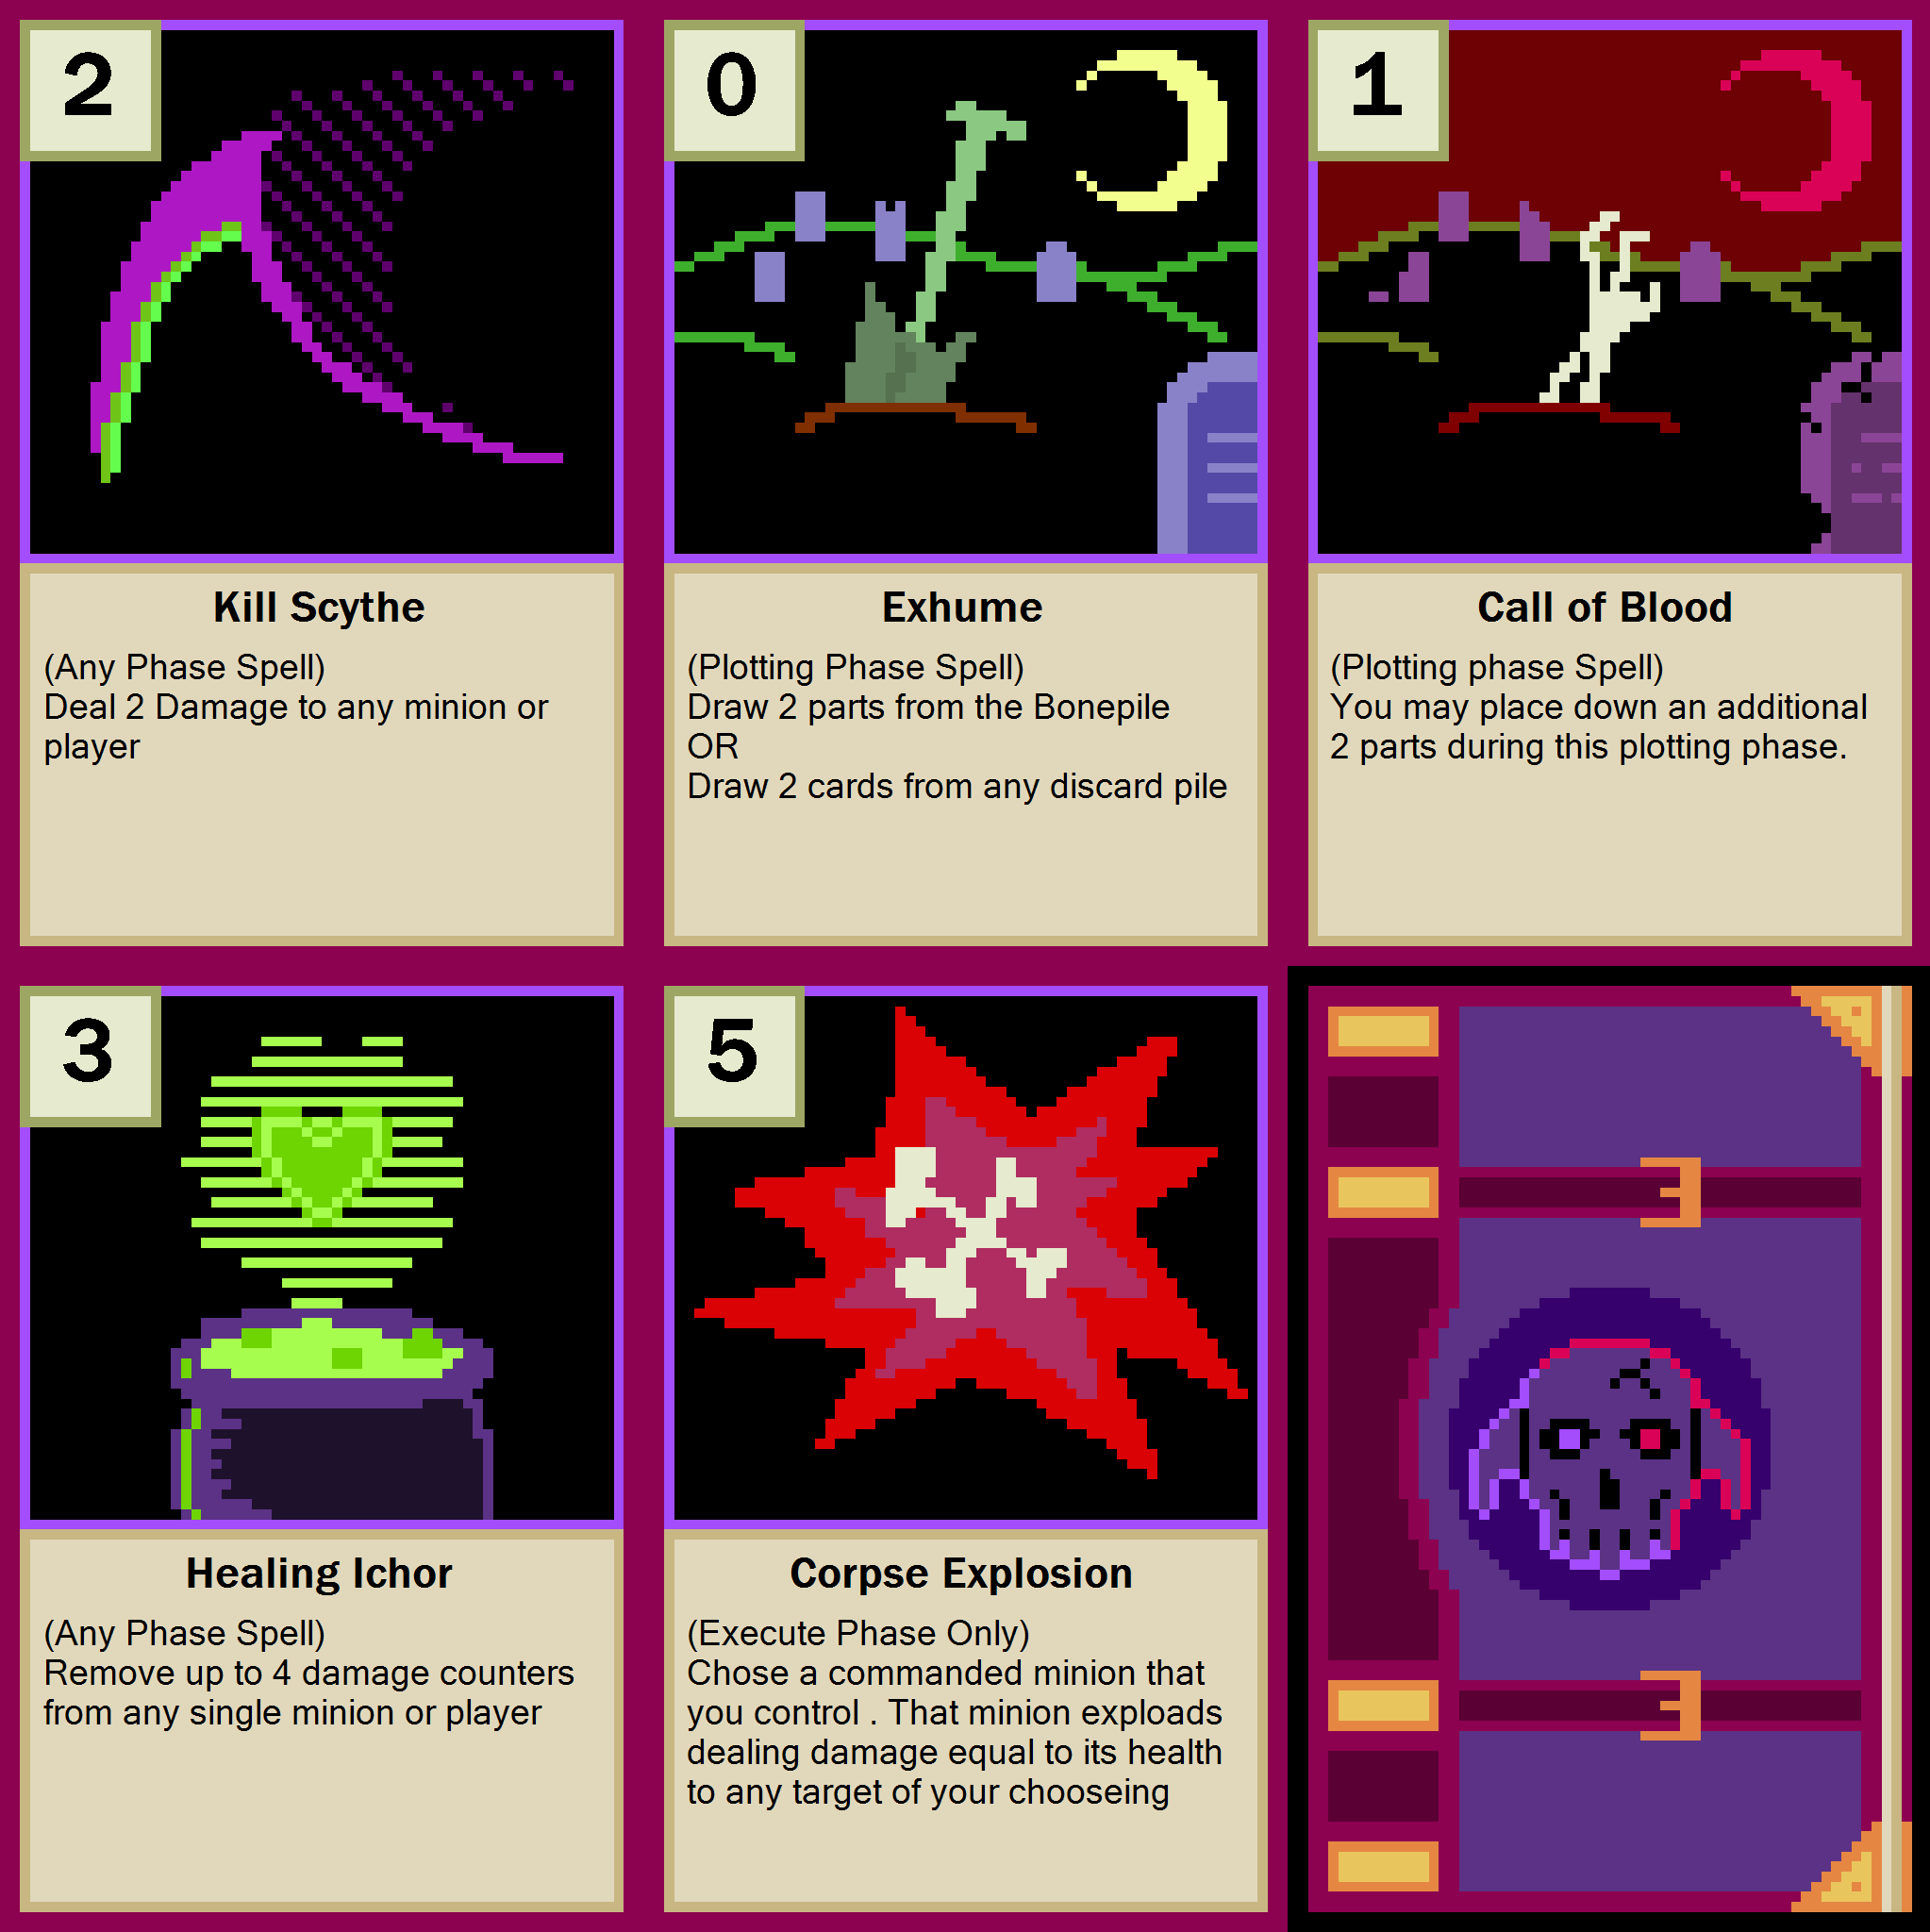 2
Kill Scythe
(Any Phase Spell)
Deal 2 Damage to any minion or
player
0
Exhume
(Plotting Phase Spell)
Draw 2 parts from the Bonepile
OR
Draw 2 cards from any discard pile
1
Call of Blood
(Plotting phase Spell)
You may place down an additional
2 parts during this plotting phase.
3
Healing Ichor
(Any Phase Spell)
Remove up to 4 damage counters
from any single minion or player
5
Corpse Explosion
(Execute Phase Only)
Chose a commanded minion that
you control . That minion exploads
dealing damage equal to its health
to any target of your chooseing